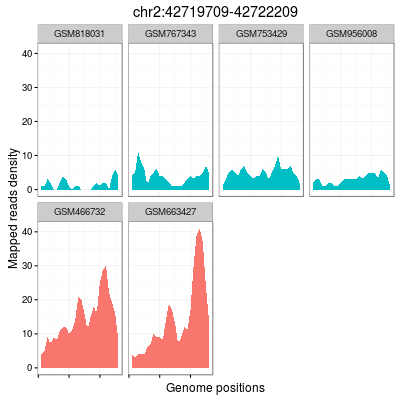 chr2:42719709-42722209
GSM818031 GSM767343 GSM753429 GSM956008
40
30
20
10
0
Mapped reads density
GSM466732 GSM663427
40
30
20
10
0
Genome positions